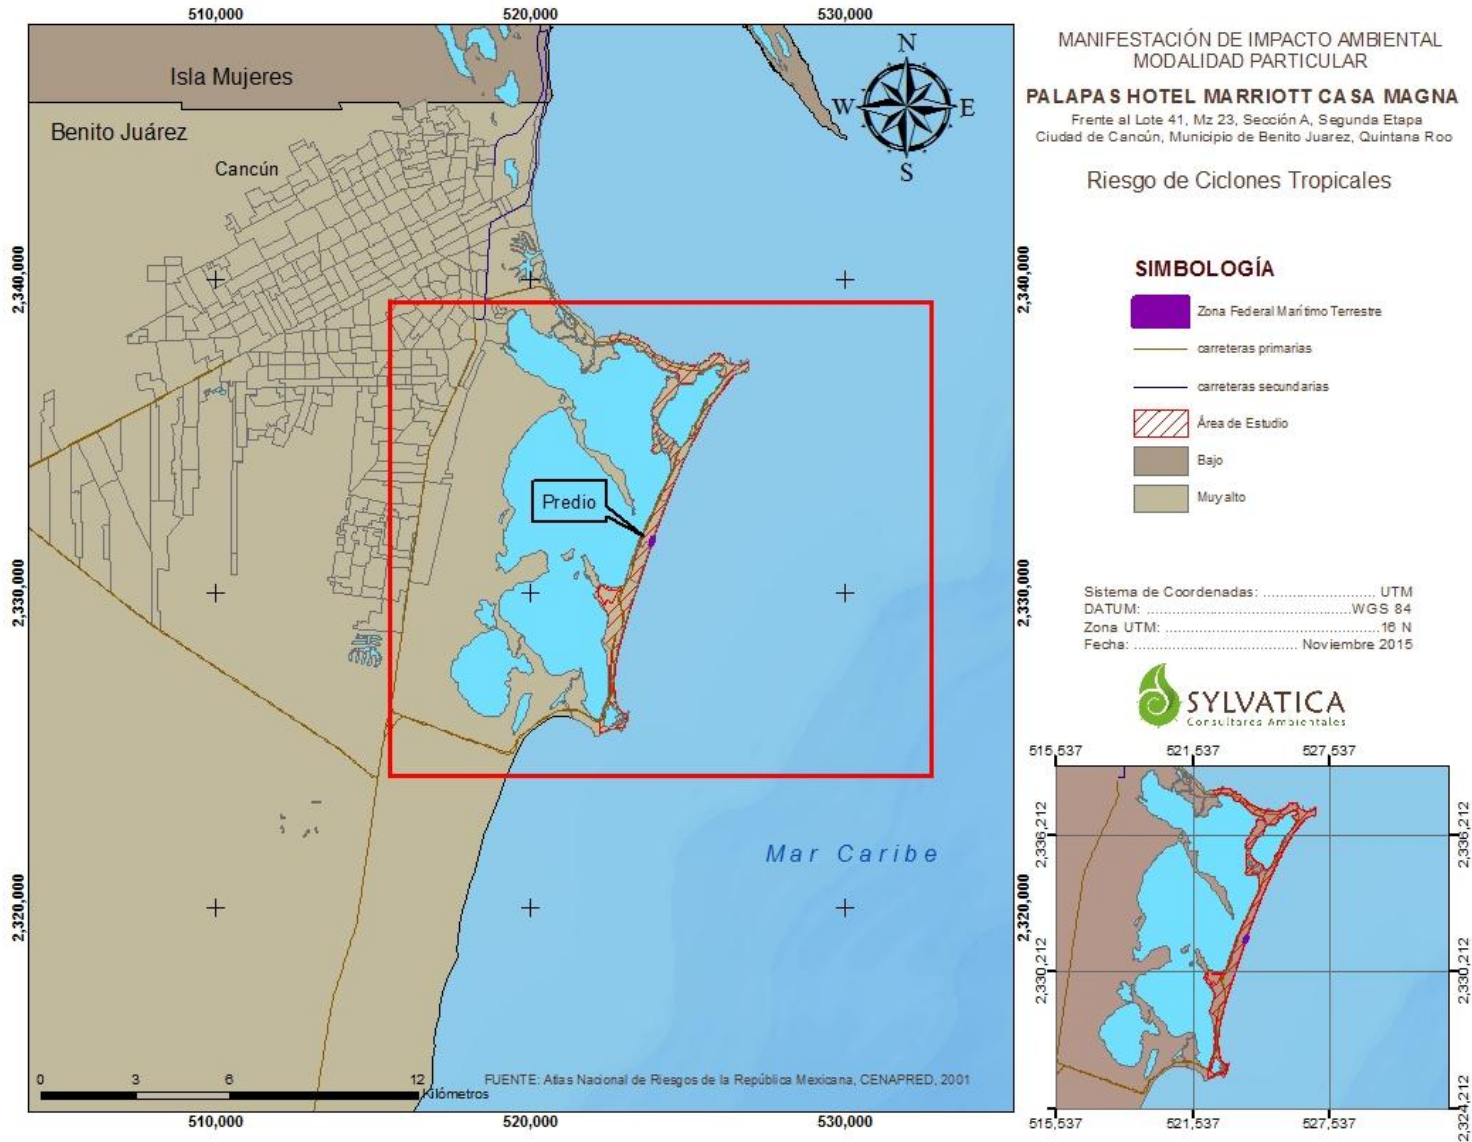 510,000
520,000
530,000
Isla Mujeres
Benito Juárez
Cancún
N
W
E
S
2,340,000
2,340,000
Predio
2,330,000
2,330,000
Mar Caribe
2,320,000
2,320,000
0
3
6
12
Kilómetros
FUENTE: Atlas Nacional de Riesgos de la República Mexicana, CENAPRED, 2001
510,000
520,000
530,000
MANIFESTACIÓN DE IMPACTO AMBIENTAL
MODALIDAD PARTICULAR
PALAPAS HOTEL MARRIOTT CASA MAGNA
Frente al Lote 41, Mz 23, Sección A, Segunda Etapa
Ciudad de Cancún, Municipio de Benito Juarez, Quintana Roo
Riesgo de Ciclones Tropicales
SIMBOLOGÍA
Zona Federal Marítimo Terrestre
carreteras primarias
carreteras secundarias
Área de Estudio
Bajo
Muy alto
Sistema de Coordenadas: ........................ UTM
DATUM: ............................................ WGS 84
Zona UTM: .............................................. 16 N
Fecha: .............................................. Noviembre 2015
SYLVATICA
Consultores Ambientales
515,537
521,537
527,537
2,336,212
2,336,212
2,330,212
2,330,212
2,324,212
515,537
521,537
527,537